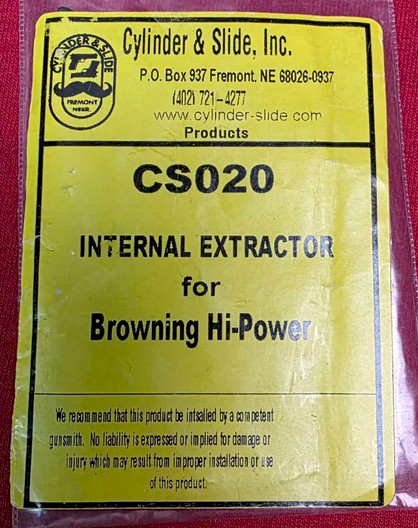 CYLINDER & SLIDE
FREMONT
NEBR.
Cylinder & Slide, Inc.
P.O. Box 937 Fremont. NE 68026-0937
(402) 721-4277
www.cylinder-slide.com
Products
CS020
INTERNAL EXTRACTOR
for
Browning Hi-Power
We recommend that this product be intsalled by a competent
gunsmith. No liability is expressed or implied for damage or
injury which may result from improper installation or use
of this product.